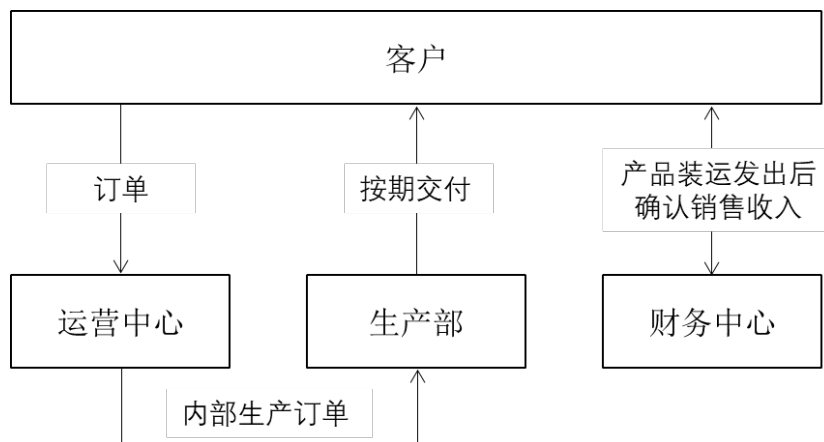 客户
订单
按期交付
产品装运发出后
确认销售收入
运营中心
生产部
财务中心
内部生产订单